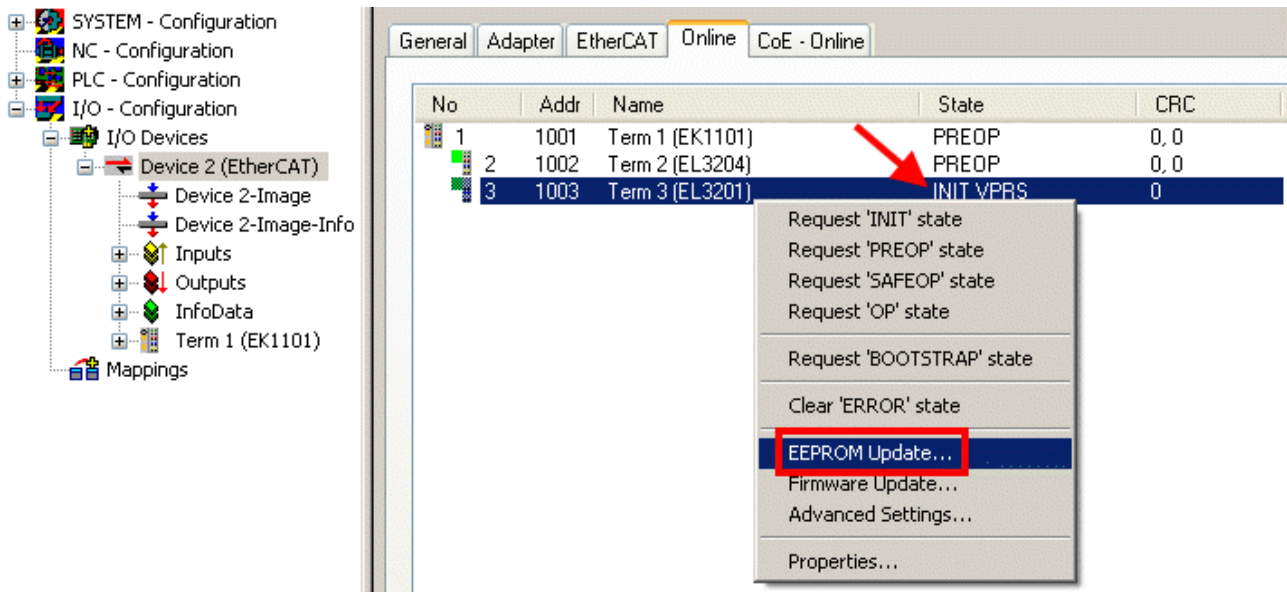 SYSTEM - Configuration
NC - Configuration
PLC - Configuration
I/O - Configuration
I/O Devices
Device 2 (EtherCAT)
Device 2-Image
Device 2-Image-Info
Inputs
Outputs
InfoData
Term 1 (EK1101)
Mappings
General Adapter EtherCAT Online CoE - Online
No Addr Name State CRC
1 1001 Term 1 (EK1101) PREOP 0, 0
2 1002 Term 2 (EL3204) PREOP 0, 0
3 1003 Term 3 (EL3201) INIT VPRS 0
Request 'INIT' state
Request 'PREOP' state
Request 'SAFEOP' state
Request 'OP' state
Request 'BOOTSTRAP' state
Clear 'ERROR' state
EEPROM Update...
Firmware Update...
Advanced Settings...
Properties...